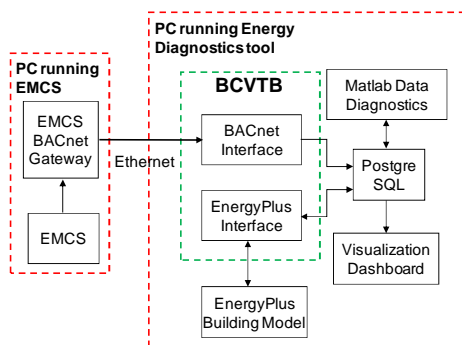 PC running Energy
Diagnostics tool
PC running
EMCS
BCVTB
Matlab Data
Diagnostics
EMCS
BACnet
Gateway
Ethernet
BACnet
Interface
Postgre
SQL
EMCS
EnergyPlus
Interface
Visualization
Dashboard
EnergyPlus
Building Model